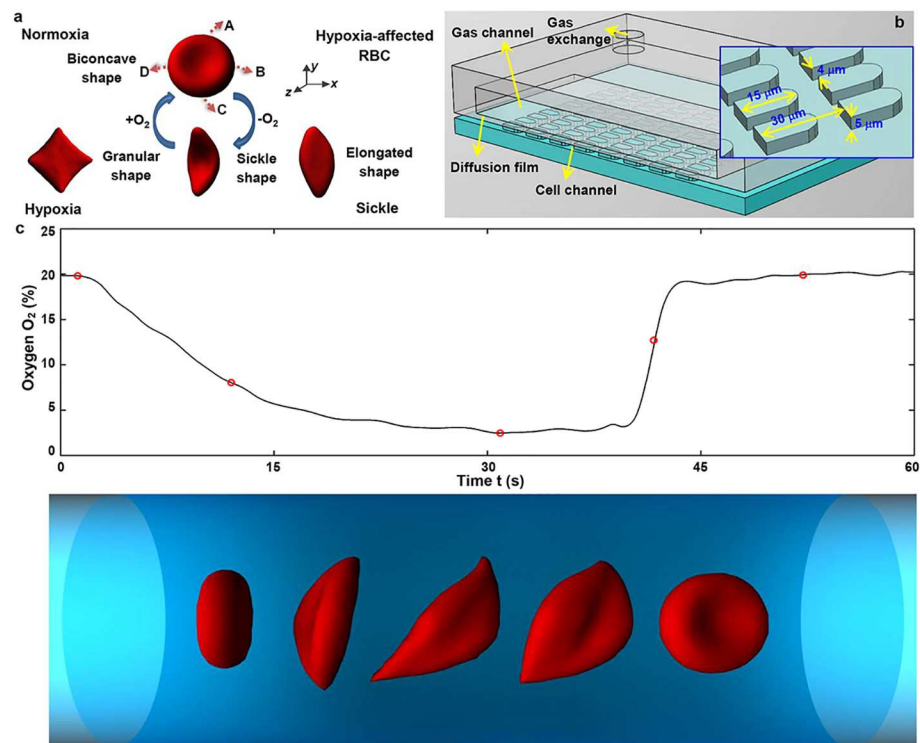 a
Normoxia
Biconcave
shape
Hypoxia-affected
RBC
A
D
B
C
y
z
x
+O₂
-O₂
Granular
shape
Sickle
shape
Elongated
shape
Hypoxia
Sickle
b
Gas channel
Gas
exchange
Diffusion film
Cell channel
4 μm
15 μm
30 μm
5 μm
c
Oxygen O₂ (%)
25
20
15
10
5
0
0
15
30
45
60
Time t (s)